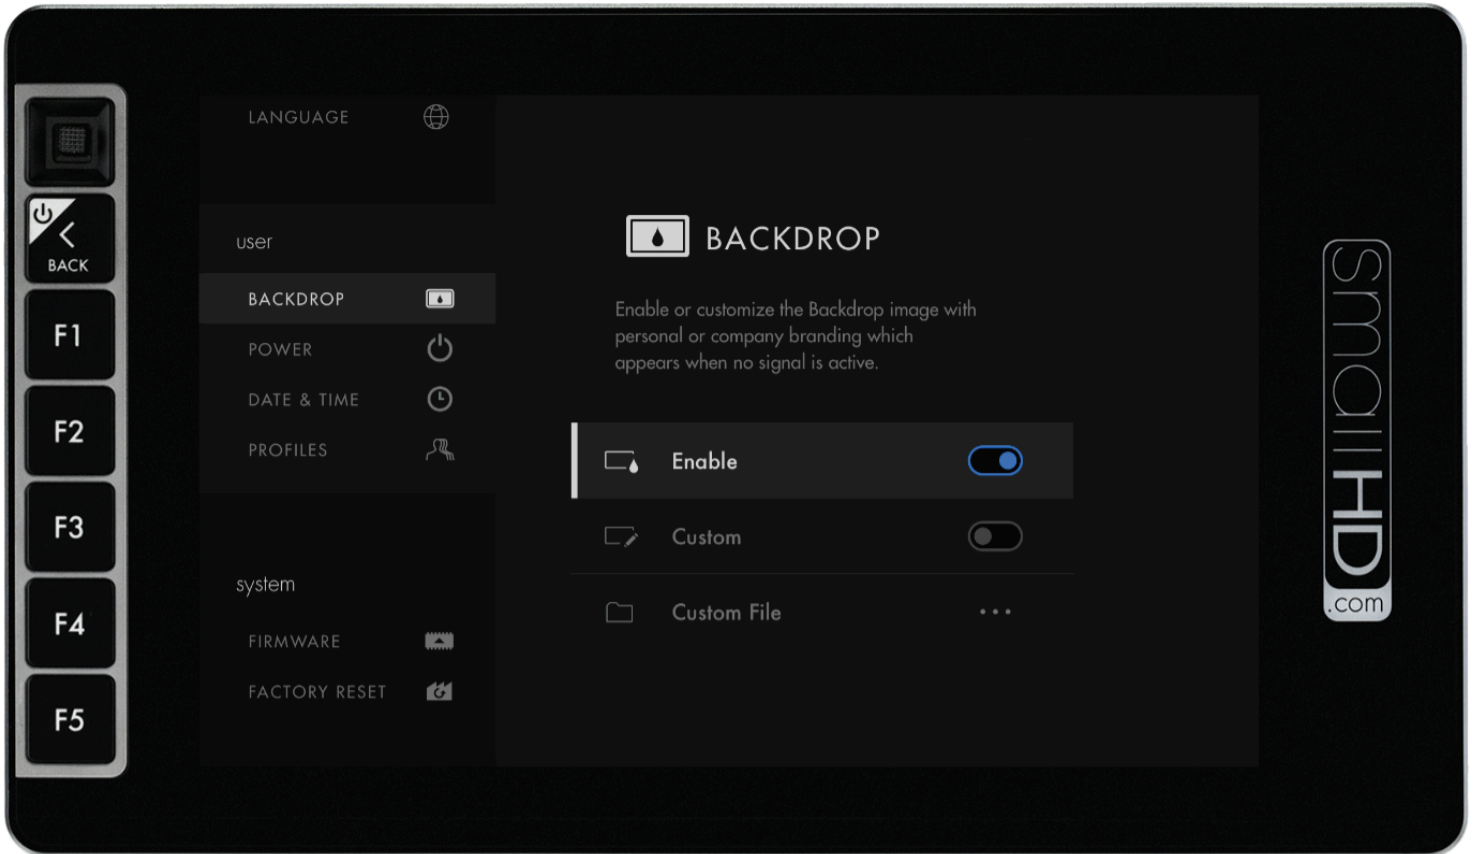 LANGUAGE
user
BACKDROP
POWER
DATE & TIME
PROFILES
system
FIRMWARE
FACTORY RESET
BACKDROP
Enable or customize the Backdrop image with
personal or company branding which
appears when no signal is active.
Enable
Custom
Custom File
BACK
F1
F2
F3
F4
F5
smallHD
.com